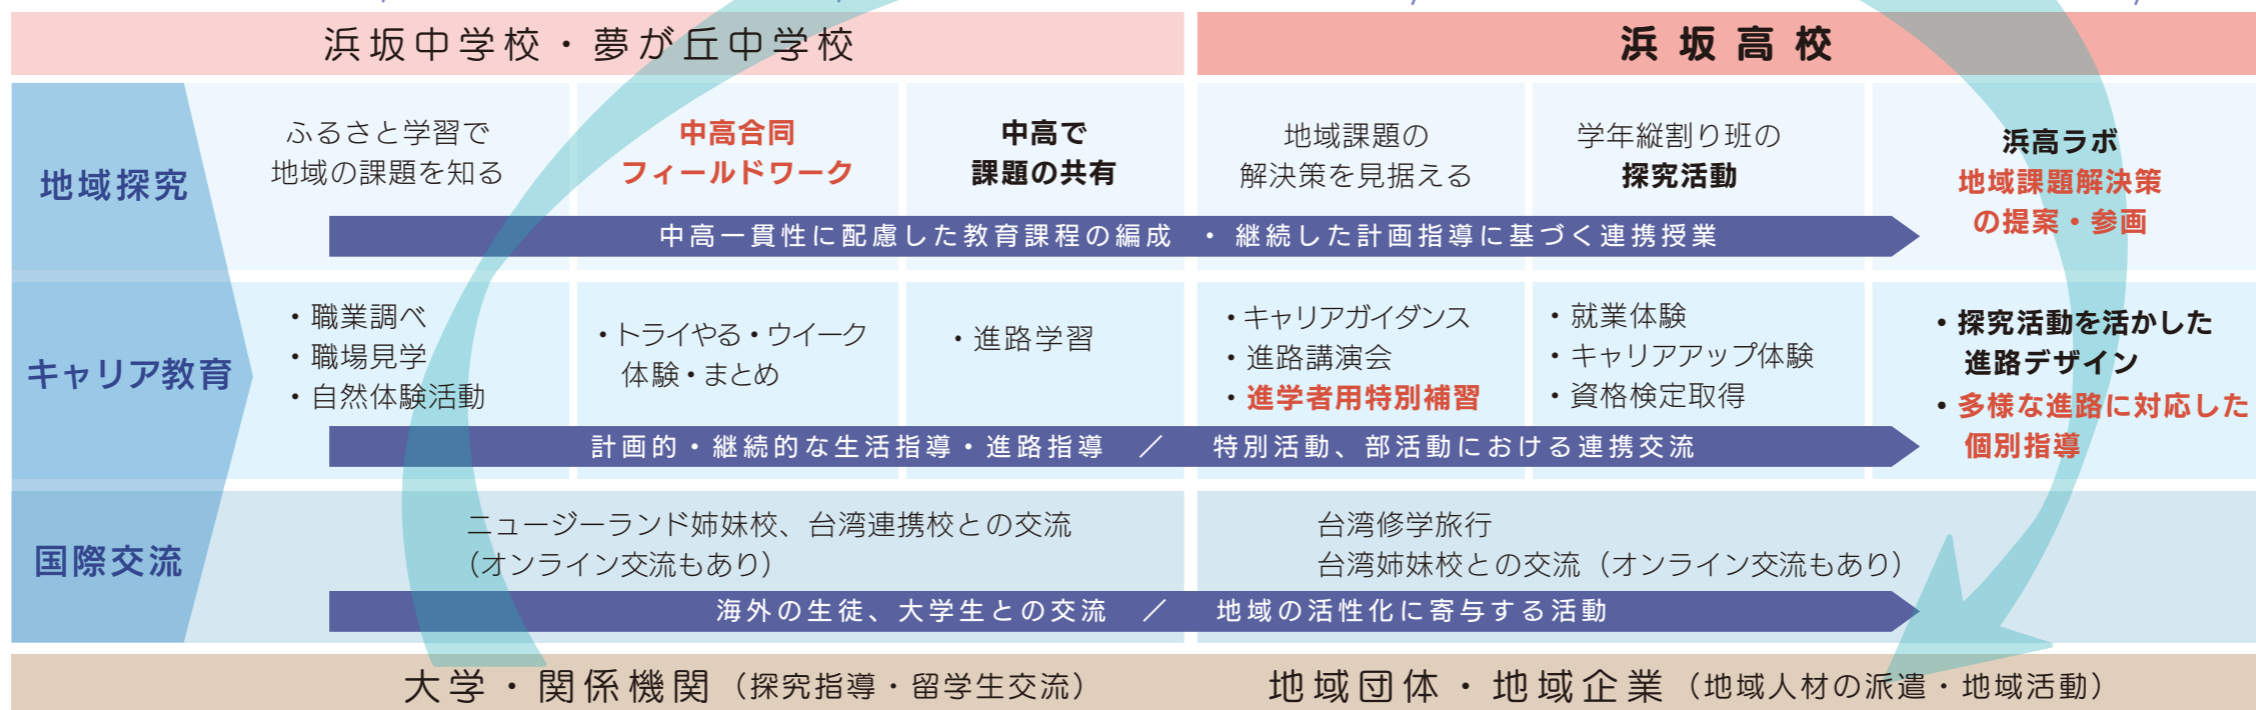 浜坂中学校・夢が丘中学校
浜坂高校
地域探究
ふるさと学習で
地域の課題を知る
中高合同
フィールドワーク
中高で
課題の共有
地域課題の
解決策を見据える
学年縦割り班の
探究活動
浜高ラボ
地域課題解決策
の提案・参画
中高一貫性に配慮した教育課程の編成 ・継続した計画指導に基づく連携授業
キャリア教育
・職業調べ
・職場見学
・自然体験活動
・トライやる・ウイーク
体験・まとめ
・進路学習
・キャリアガイダンス
・進路講演会
・進学者用特別補習
・就業体験
・キャリアアップ体験
・資格検定取得
・探究活動を活かした
進路デザイン
・多様な進路に対応した
個別指導
計画的・継続的な生活指導・進路指導 ／ 特別活動、部活動における連携交流
国際交流
ニュージーランド姉妹校、台湾連携校との交流
（オンライン交流もあり）
台湾修学旅行
台湾姉妹校との交流（オンライン交流もあり）
海外の生徒、大学生との交流 ／ 地域の活性化に寄与する活動
大学・関係機関（探究指導・留学生交流）
地域団体・地域企業（地域人材の派遣・地域活動）